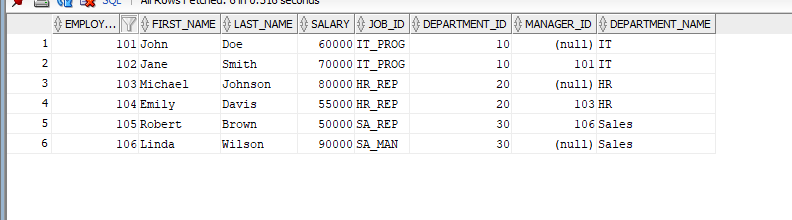 SQL | All Rows Fetched: 6 in 0.516 seconds
EMPLOY... FIRST_NAME LAST_NAME SALARY JOB_ID DEPARTMENT_ID MANAGER_ID DEPARTMENT_NAME
1 101 John Doe 60000 IT_PROG 10 (null) IT
2 102 Jane Smith 70000 IT_PROG 10 101 IT
3 103 Michael Johnson 80000 HR_REP 20 (null) HR
4 104 Emily Davis 55000 HR_REP 20 103 HR
5 105 Robert Brown 50000 SA_REP 30 106 Sales
6 106 Linda Wilson 90000 SA_MAN 30 (null) Sales